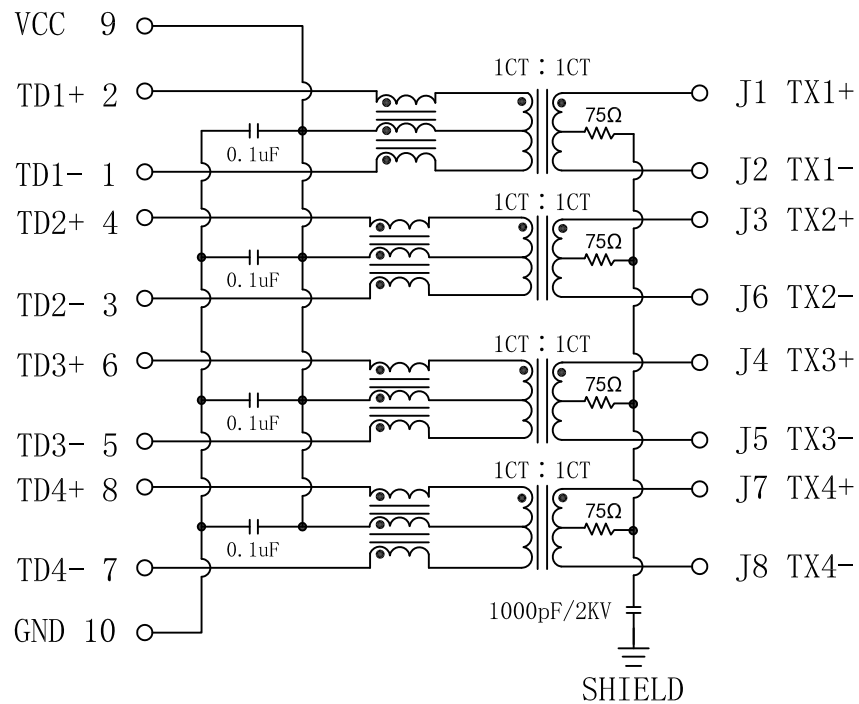 VCC 9
1CT : 1CT
TD1+ 2
J1 TX1+
75Ω
0.1uF
TD1- 1
J2 TX1-
1CT : 1CT
TD2+ 4
J3 TX2+
75Ω
0.1uF
TD2- 3
J6 TX2-
1CT : 1CT
TD3+ 6
J4 TX3+
75Ω
0.1uF
TD3- 5
J5 TX3-
1CT : 1CT
TD4+ 8
J7 TX4+
75Ω
0.1uF
TD4- 7
J8 TX4-
1000pF/2KV
GND 10
SHIELD